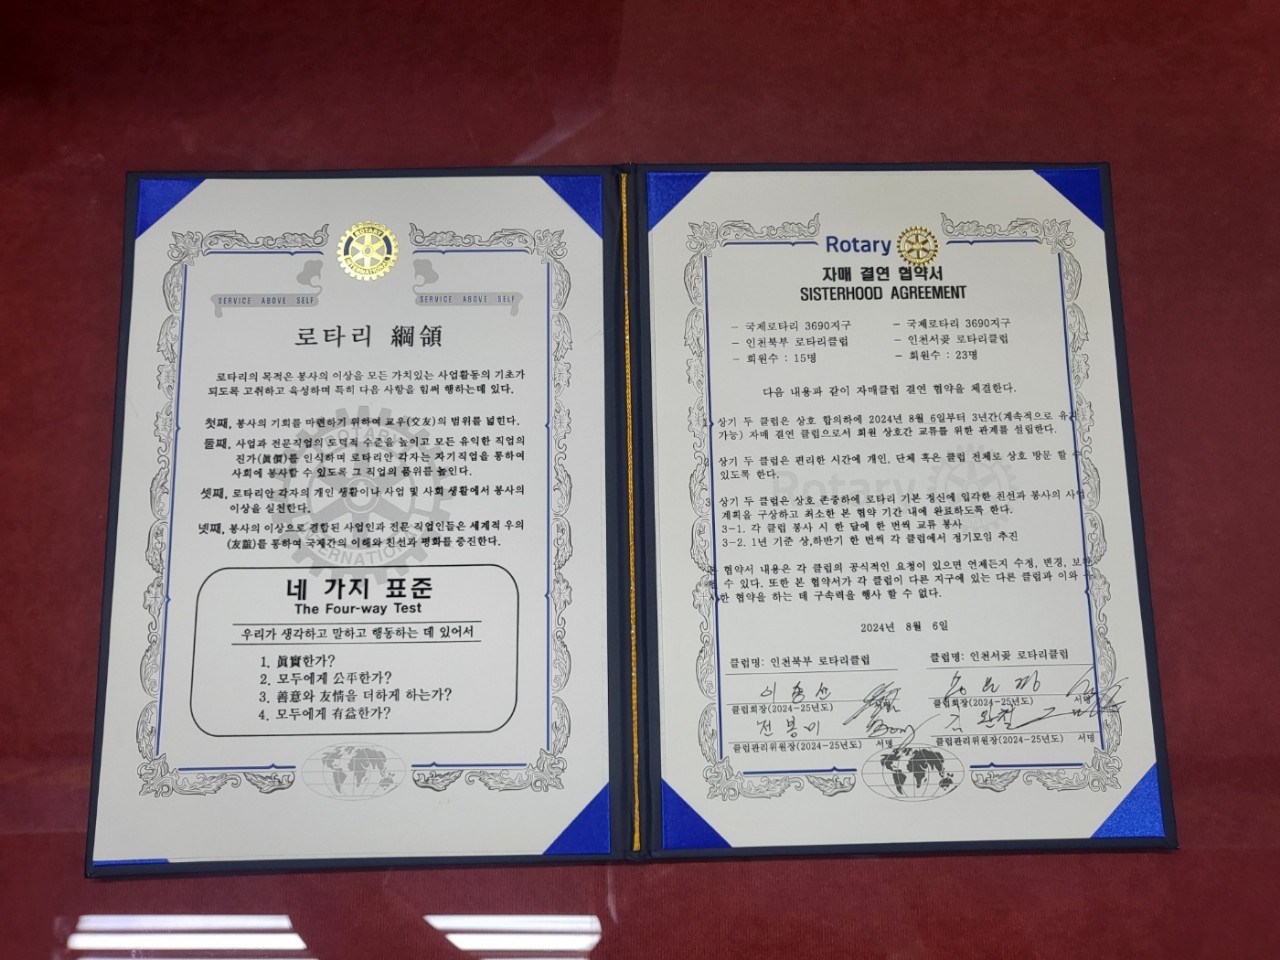 ROTARY INTERNATIONAL
SERVICE ABOVE SELF
SERVICE ABOVE SELF
로타리 綱領
로타리의 목적은 봉사의 이상을 모든 가치있는 사업활동의 기초가
되도록 고취하고 육성하며 특히 다음 사항을 힘써 행하는데 있다.
첫째, 봉사의 기회를 마련하기 위하여 교우(交友)의 범위를 넓힌다.
둘째, 사업과 전문직업의 도덕적 수준을 높이고 모든 유익한 직업의
진가(眞價)를 인식하며 로타리안 각자는 자기직업을 통하여
사회에 봉사할 수 있도록 그 직업의 품위를 높인다.
셋째, 로타리안 각자의 개인 생활이나 사업 및 사회 생활에서 봉사의
이상을 실천한다.
넷째, 봉사의 이상으로 결합된 사업인과 전문 직업인들은 세계적 우의
(友誼)를 통하여 국제간의 이해와 친선과 평화를 증진한다.
네 가지 표준
The Four-way Test
우리가 생각하고 말하고 행동하는 데 있어서
1. 眞實한가?
2. 모두에게 公平한가?
3. 善意와 友情을 더하게 하는가?
4. 모두에게 有益한가?
Rotary
자매 결연 협약서
SISTERHOOD AGREEMENT
- 국제로타리 3690지구 - 국제로타리 3690지구
- 인천북부 로타리클럽 - 인천서곶 로타리클럽
- 회원수 : 15명 - 회원수 : 23명
다음 내용과 같이 자매클럽 결연 협약을 체결한다.
1. 상기 두 클럽은 상호 합의하에 2024년 8월 6일부터 3년간(계속적으로
가능) 자매 결연 클럽으로서 회원 상호간 교류를 위한 관계를 설립한다.
2. 상기 두 클럽은 편리한 시간에 개인, 단체 혹은 클럽 전체로 상호 방문 할 수
있도록 한다.
3. 상기 두 클럽은 상호 존중하에 로타리 기본 정신에 입각한 친선과 봉사의 사업
계획을 구상하고 최소한 본 협약 기간 내에 완료하도록 한다.
3-1. 각 클럽 봉사 시 한 달에 한 번씩 교류 봉사
3-2. 1년 기준 상,하반기 한 번씩 각 클럽에서 정기모임 추진
본 협약서 내용은 각 클럽의 공식적인 요청이 있으면 언제든지 수정, 변경,
수 있다. 또한 본 협약서가 각 클럽이 다른 지구에 있는 다른 클럽과 이와
한 협약을 하는 데 구속력을 행사 할 수 없다.
2024년 8월 6일
클럽명: 인천북부 로타리클럽 클럽명: 인천서곶 로타리클럽
클럽회장(2024-25년도) 클럽회장(2024-25년도) 서명
전봉미
클럽관리위원장(2024-25년도) 서명 클럽관리위원장(2024-25년도) 서명